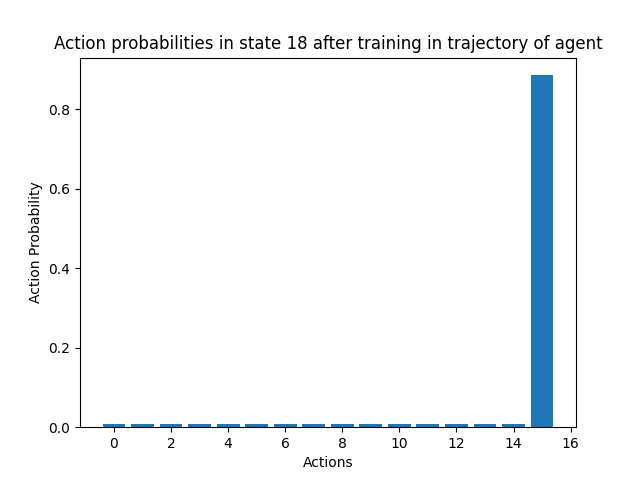 Action probabilities in state 18 after training in trajectory of agent
Action Probability
0.8
0.6
0.4
0.2
0.0
0 2 4 6 8 10 12 14 16
Actions